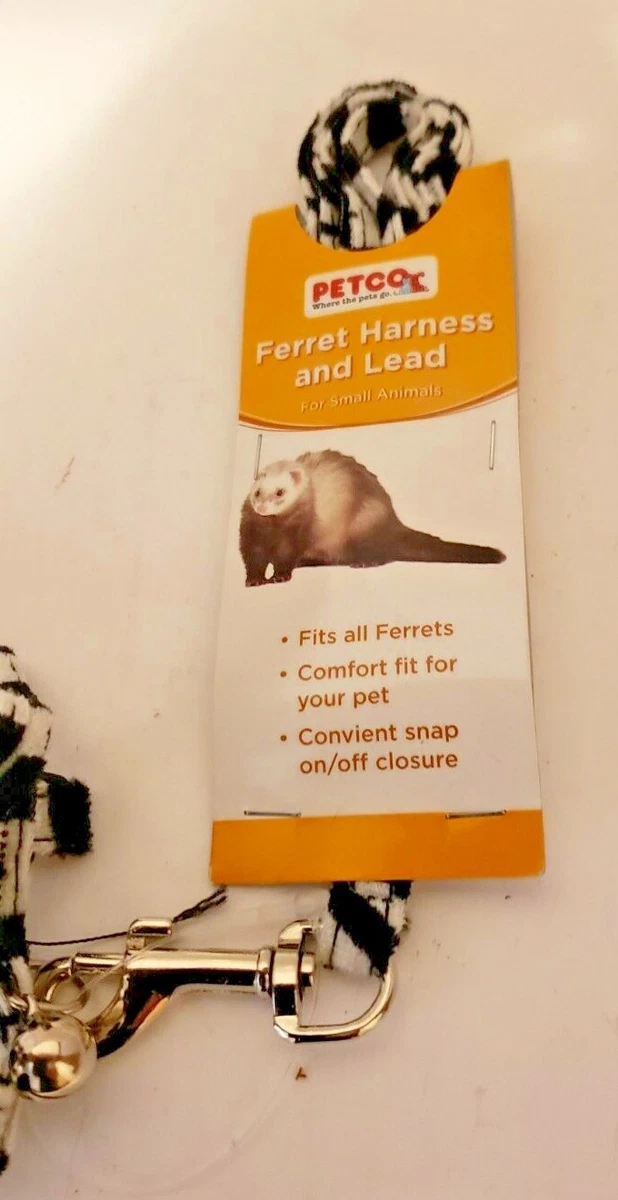 PETCO
Where the pets go.
Ferret Harness
and Lead
For Small Animals
• Fits all Ferrets
• Comfort fit for
your pet
• Convient snap
on/off closure